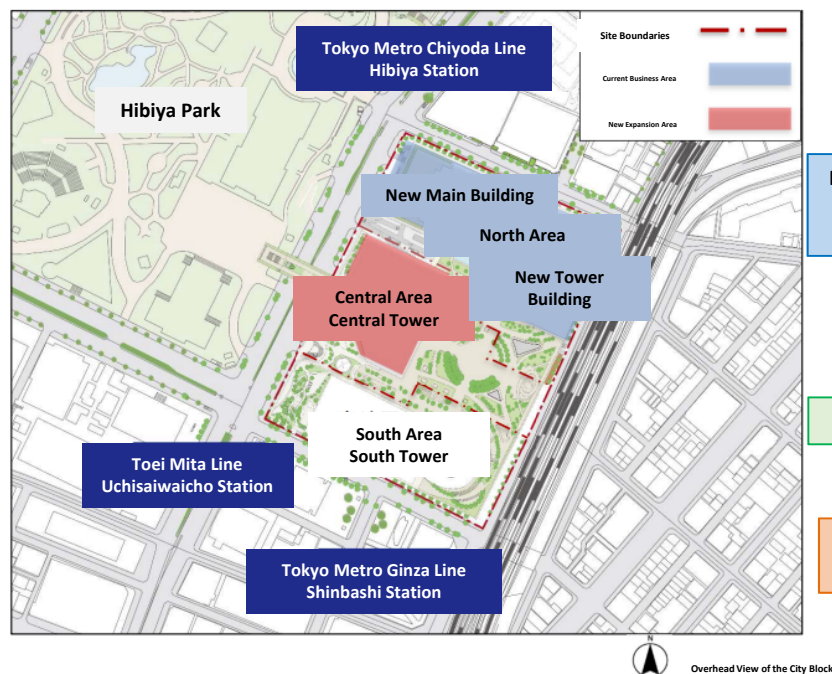 Tokyo Metro Chiyoda Line
Hibiya Station
Site Boundaries
Current Business Area
New Expansion Area
Hibiya Park
New Main Building
North Area
New Tower
Building
Central Area
Central Tower
South Area
South Tower
Toei Mita Line
Uchisaiwaicho Station
Tokyo Metro Ginza Line
Shinbashi Station
N
Overhead View of the City Block